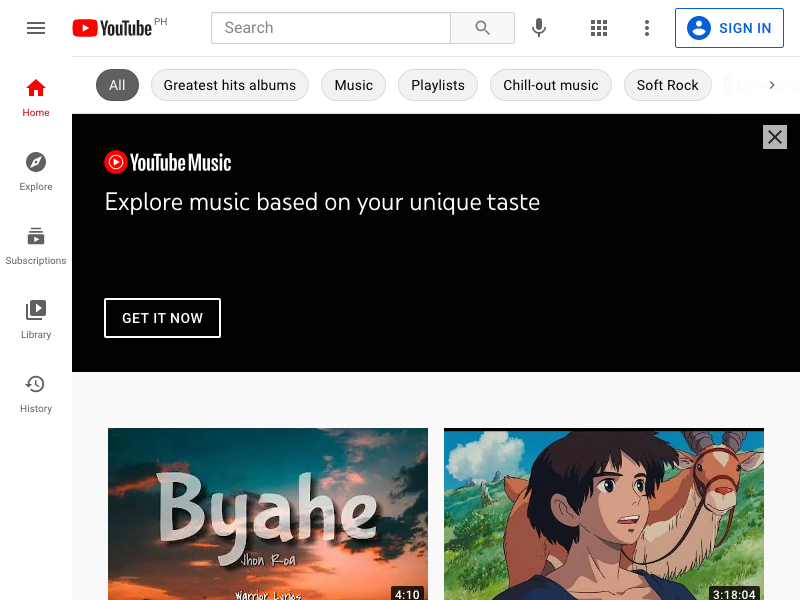 YouTube PH
Search
SIGN IN
All
Greatest hits albums
Music
Playlists
Chill-out music
Soft Rock
Home
Explore
Subscriptions
Library
History
YouTube Music
Explore music based on your unique taste
GET IT NOW
Byahe
Jhon Roa
Warrior Lyrics
4:10
3:18:04